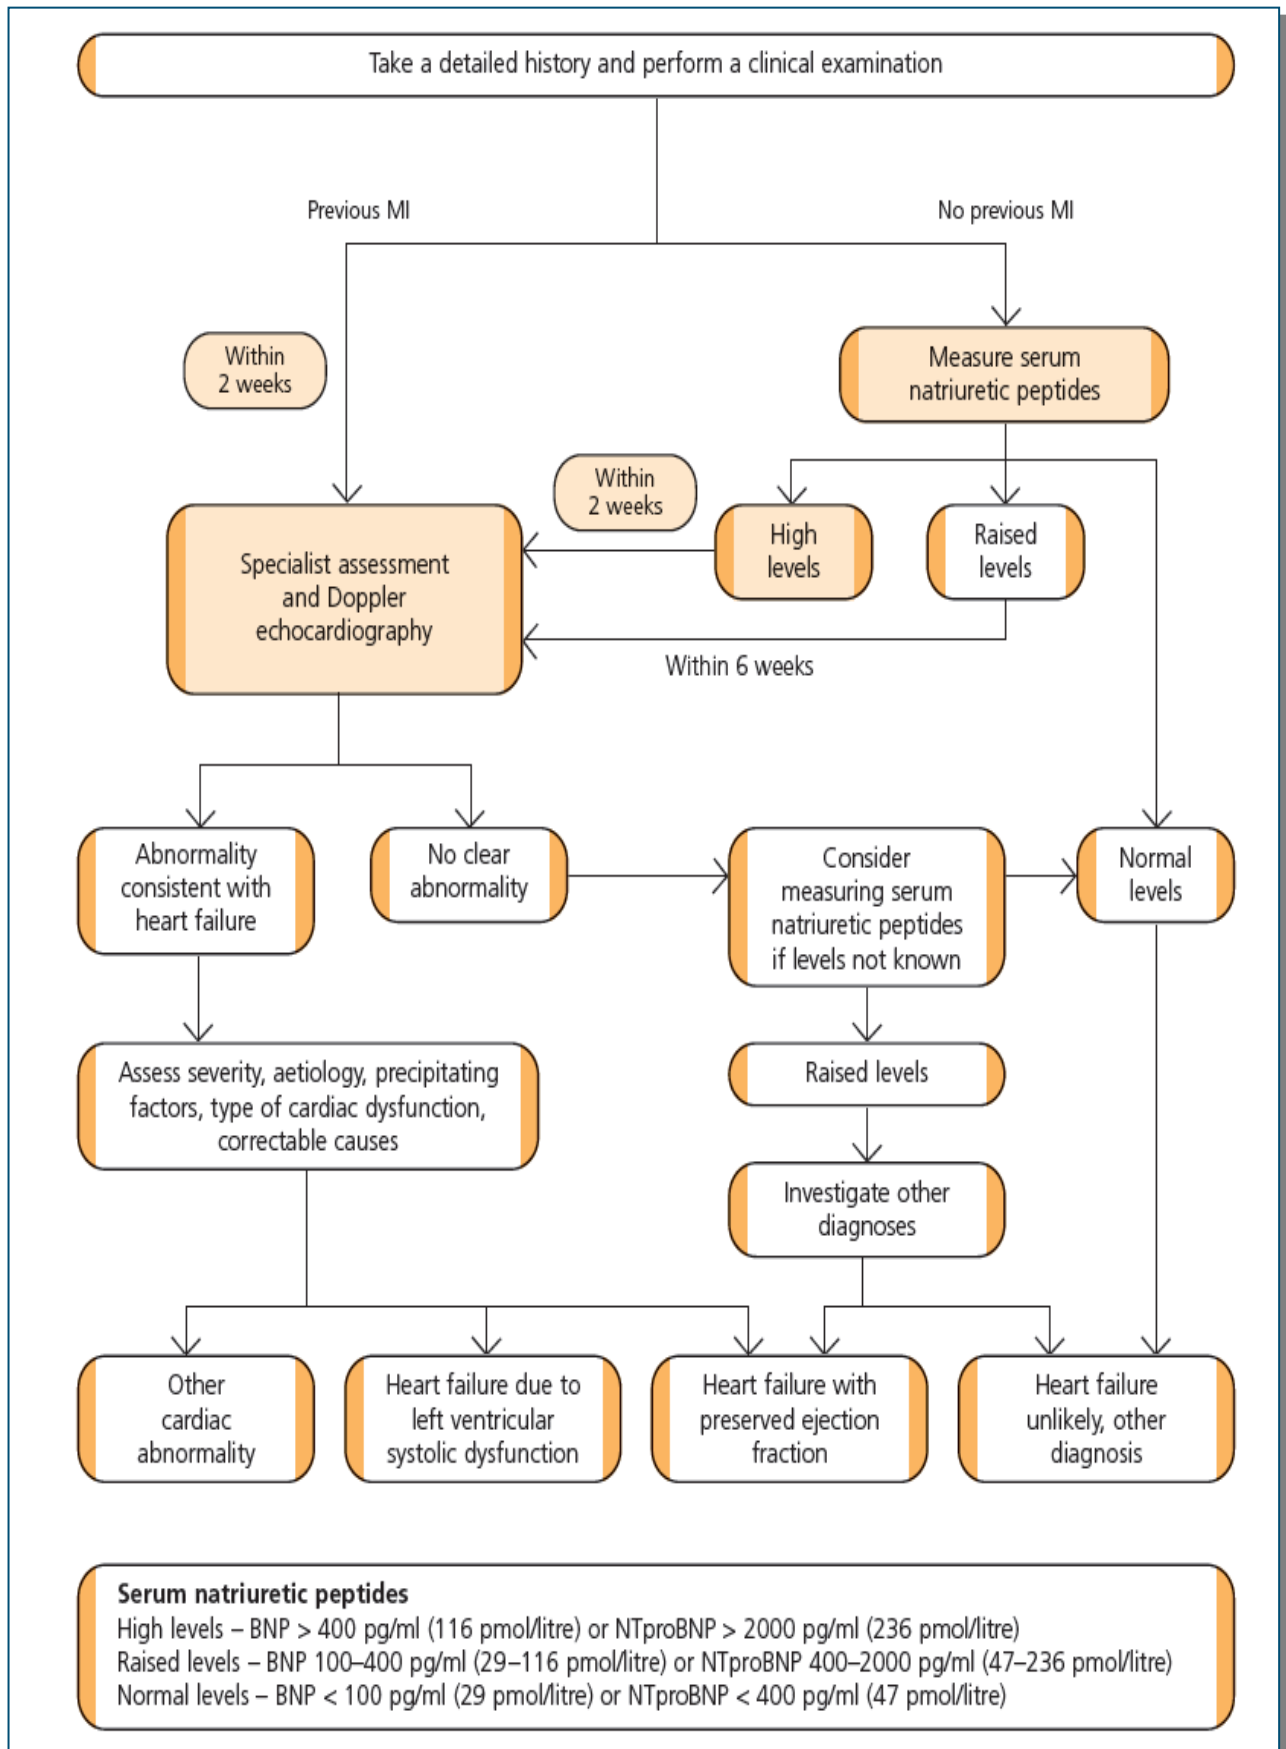 Take a detailed history and perform a clinical examination
Previous MI
No previous MI
Within
2 weeks
Measure serum
natriuretic peptides
Within
2 weeks
High
levels
Raised
levels
Specialist assessment
and Doppler
echocardiography
Within 6 weeks
Abnormality
consistent with
heart failure
No clear
abnormality
Consider
measuring serum
natriuretic peptides
if levels not known
Normal
levels
Assess severity, aetiology, precipitating
factors, type of cardiac dysfunction,
correctable causes
Raised levels
Investigate other
diagnoses
Other
cardiac
abnormality
Heart failure due to
left ventricular
systolic dysfunction
Heart failure with
preserved ejection
fraction
Heart failure
unlikely, other
diagnosis
Serum natriuretic peptides
High levels – BNP > 400 pg/ml (116 pmol/litre) or NTproBNP > 2000 pg/ml (236 pmol/litre)
Raised levels – BNP 100–400 pg/ml (29–116 pmol/litre) or NTproBNP 400–2000 pg/ml (47–236 pmol/litre)
Normal levels – BNP < 100 pg/ml (29 pmol/litre) or NTproBNP < 400 pg/ml (47 pmol/litre)